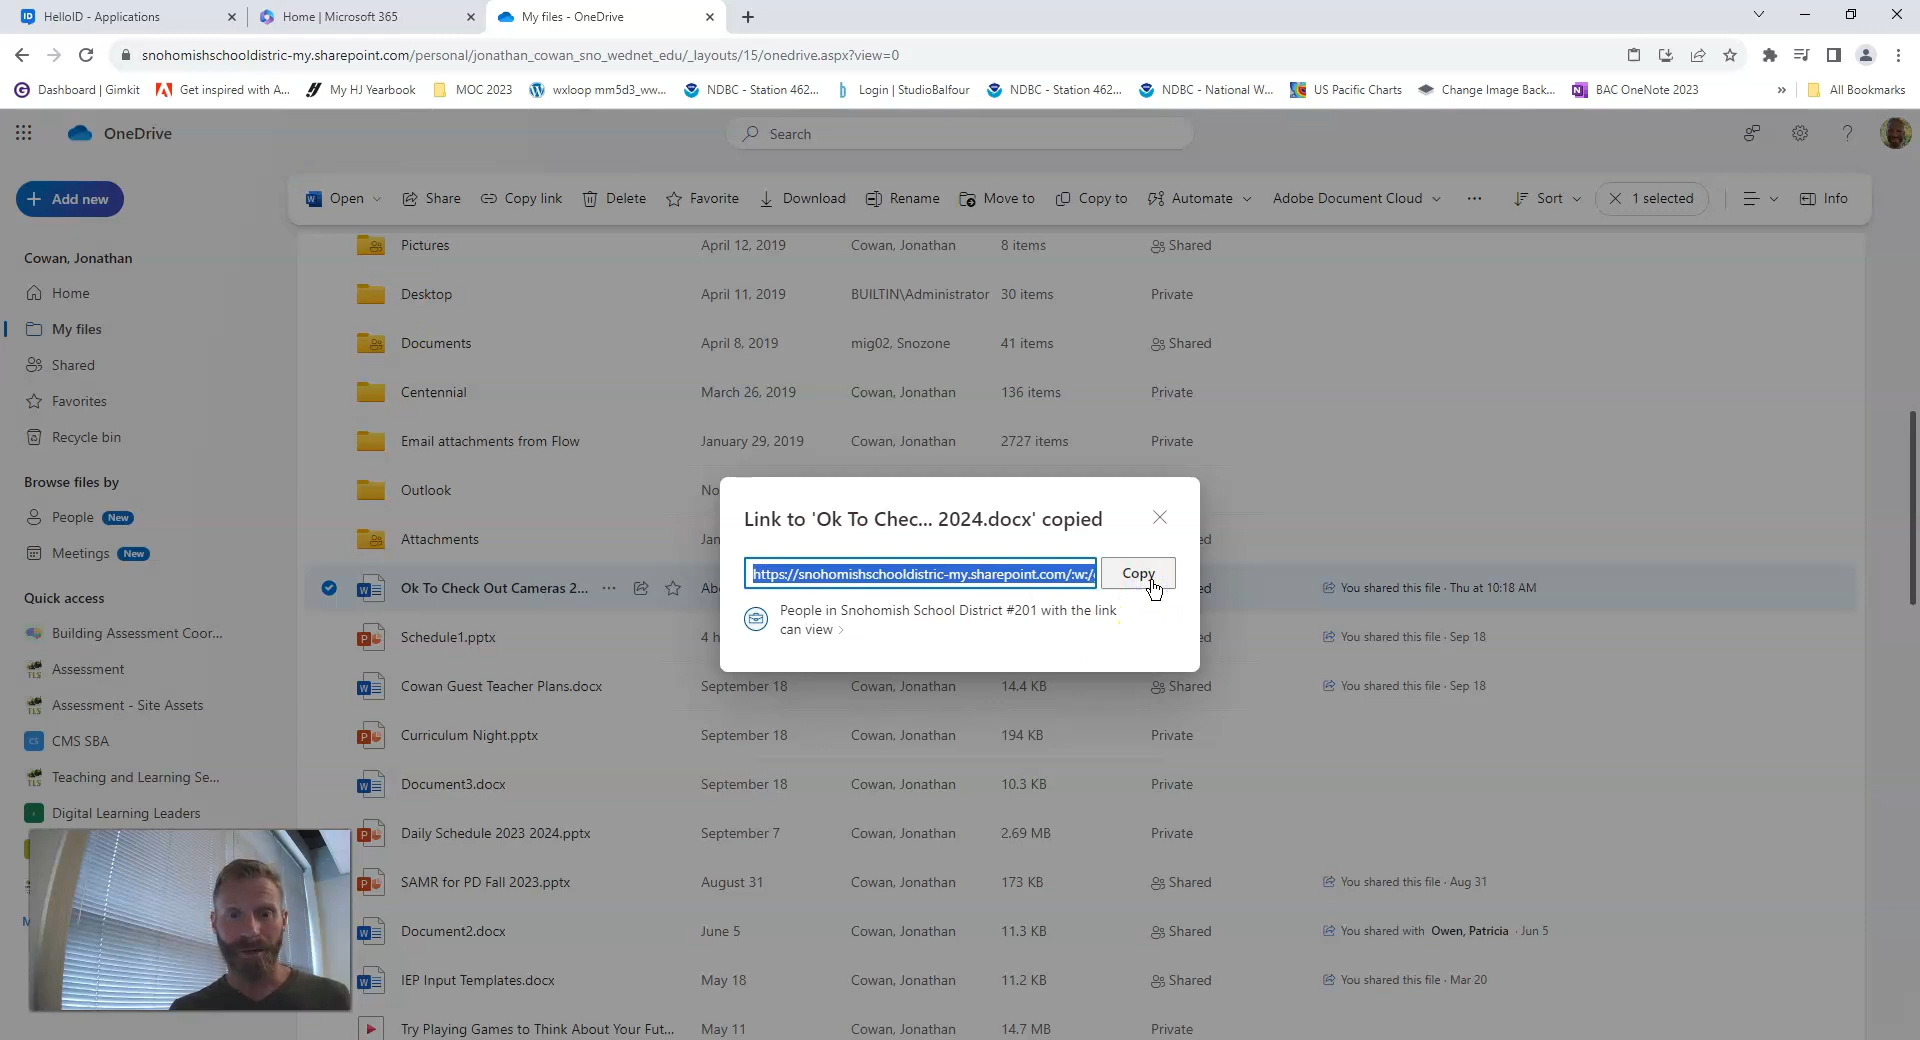 HelloID - Applications
Home | Microsoft 365
My files - OneDrive
snohomishschooldistric-my.sharepoint.com/personal/jonathan_cowan_sno_wednet_edu/_layouts/15/onedrive.aspx?view=0
Dashboard | Gimkit
Get inspired with A...
My HJ Yearbook
MOC 2023
wxloop mm5d3_ww...
NDBC - Station 462...
Login | StudioBalfour
NDBC - Station 462...
NDBC - National W...
US Pacific Charts
Change Image Back...
BAC OneNote 2023
All Bookmarks
OneDrive
Search
Add new
Open
Share
Copy link
Delete
Favorite
Download
Rename
Move to
Copy to
Automate
Adobe Document Cloud
Sort
1 selected
Info
Cowan, Jonathan
Home
My files
Shared
Favorites
Recycle bin
Browse files by
People New
Meetings New
Quick access
Building Assessment Coor...
Assessment
Assessment - Site Assets
CMS SBA
Teaching and Learning Se...
Digital Learning Leaders
Pictures April 12, 2019 Cowan, Jonathan 8 items Shared
Desktop April 11, 2019 BUILTIN\Administrator 30 items Private
Documents April 8, 2019 mig02, Snozone 41 items Shared
Centennial March 26, 2019 Cowan, Jonathan 136 items Private
Email attachments from Flow January 29, 2019 Cowan, Jonathan 2727 items Private
Outlook No
Attachments Jan ed
Ok To Check Out Cameras 2... Abo ed You shared this file · Thu at 10:18 AM
Schedule1.pptx 4 h ed You shared this file · Sep 18
Cowan Guest Teacher Plans.docx September 18 Cowan, Jonathan 14.4 KB Shared You shared this file · Sep 18
Curriculum Night.pptx September 18 Cowan, Jonathan 194 KB Private
Document3.docx September 18 Cowan, Jonathan 10.3 KB Private
Daily Schedule 2023 2024.pptx September 7 Cowan, Jonathan 2.69 MB Private
SAMR for PD Fall 2023.pptx August 31 Cowan, Jonathan 173 KB Shared You shared this file · Aug 31
Document2.docx June 5 Cowan, Jonathan 11.3 KB Shared You shared with Owen, Patricia · Jun 5
IEP Input Templates.docx May 18 Cowan, Jonathan 11.2 KB Shared You shared this file · Mar 20
Try Playing Games to Think About Your Fut... May 11 Cowan, Jonathan 14.7 MB Private
Link to 'Ok To Chec... 2024.docx' copied
https://snohomishschooldistric-my.sharepoint.com/:w:/
Copy
People in Snohomish School District #201 with the link
can view